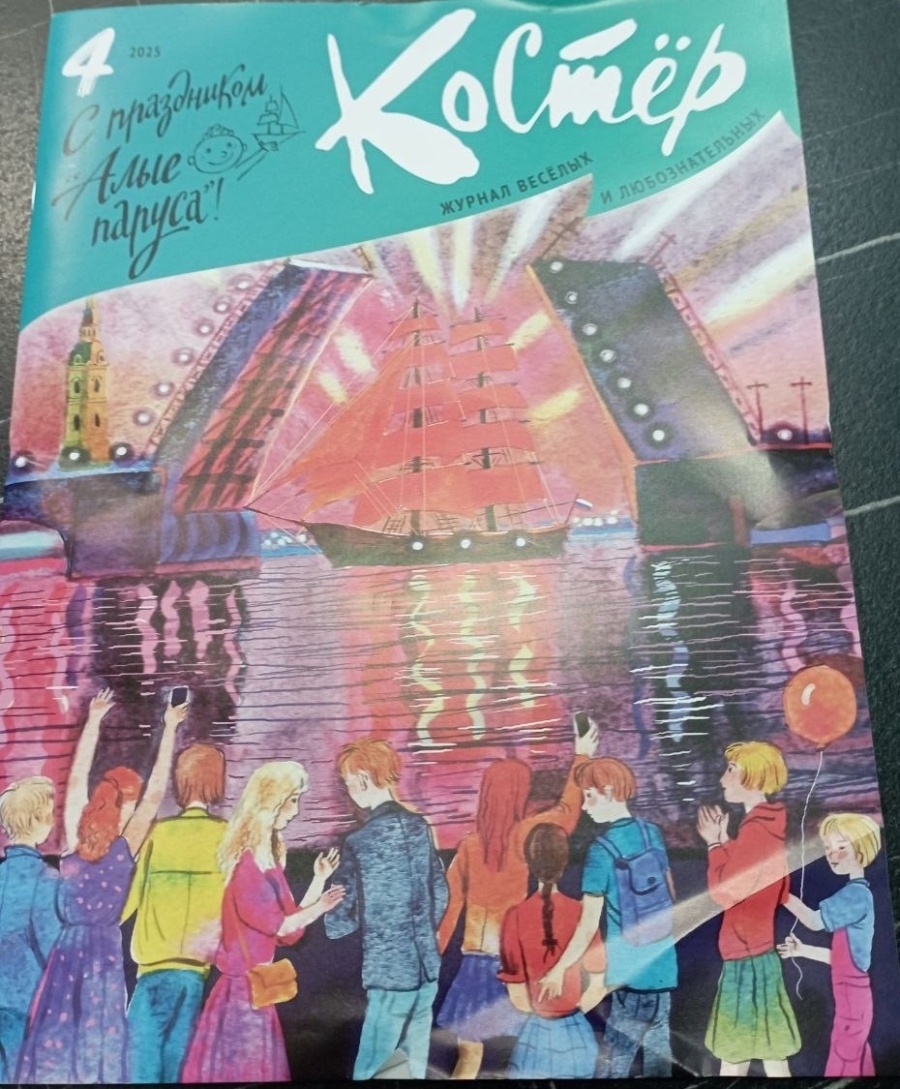 4 2025
Костёр
С праздником
"Алые
паруса"!
ЖУРНАЛ ВЕСЁЛЫХ И ЛЮБОЗНАТЕЛЬНЫХ